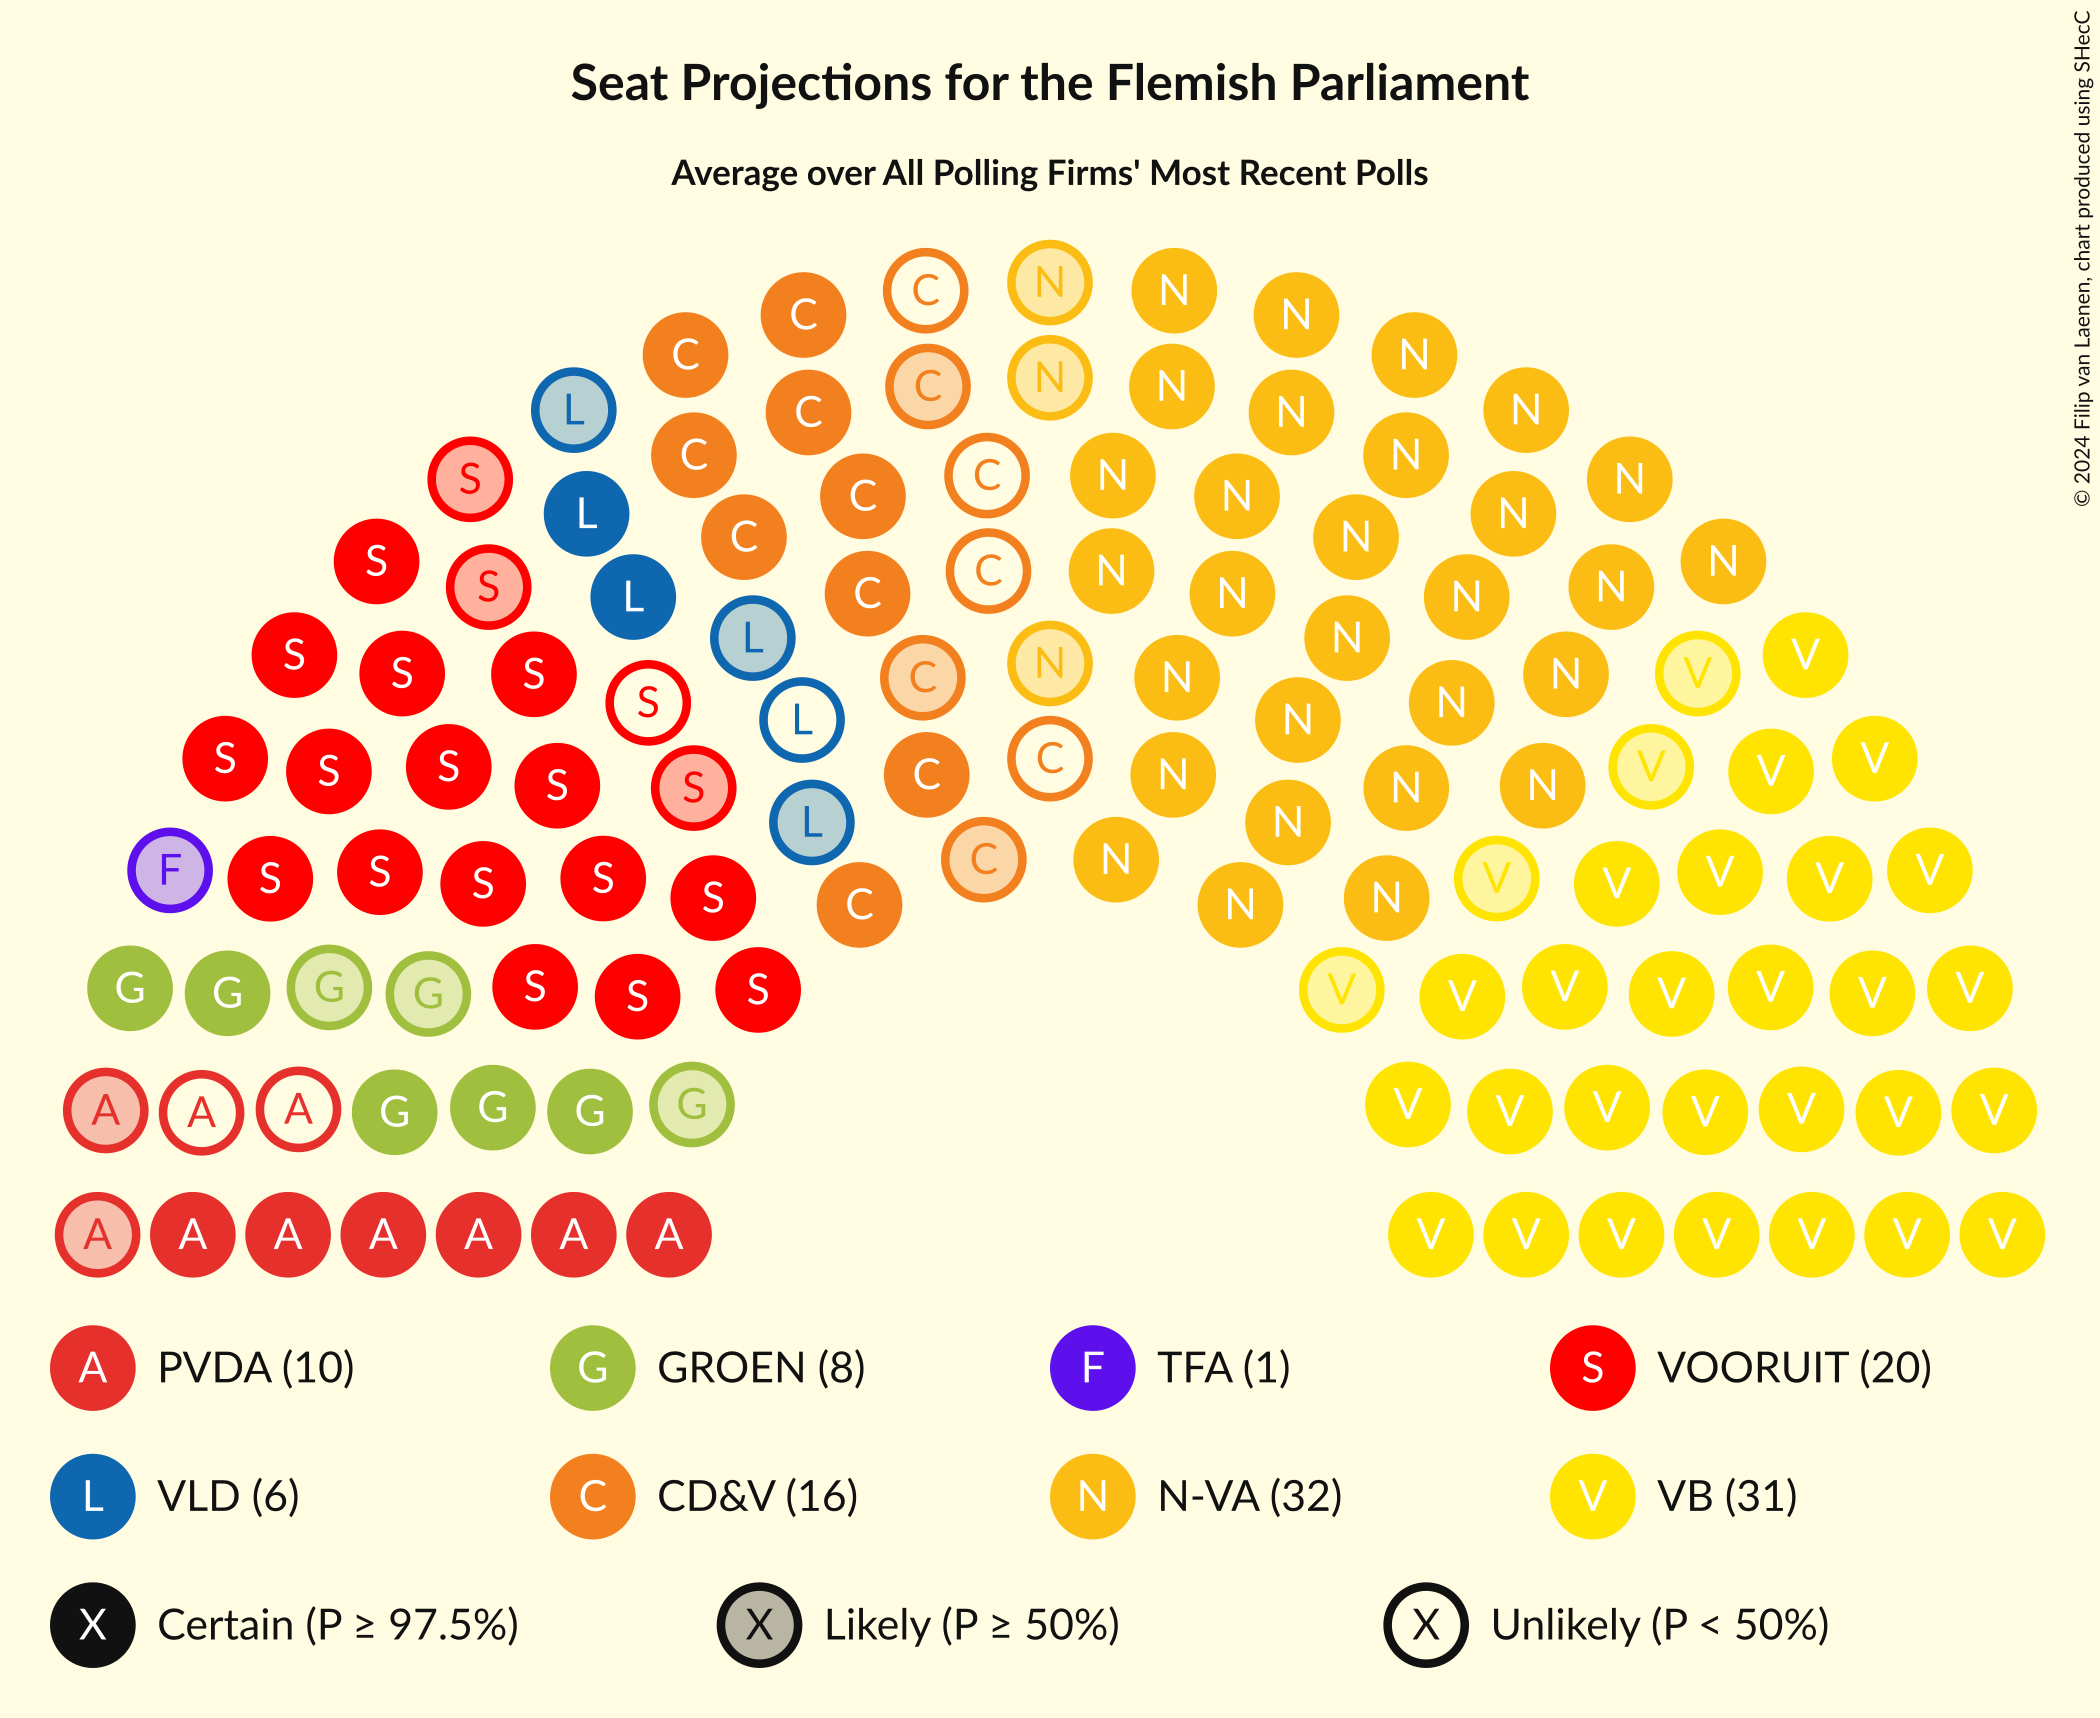 Seat Projections for the Flemish Parliament
Average over All Polling Firms' Most Recent Polls
© 2024 Filip van Laenen, chart produced using SHecC
N
C N
C N
C N
L C N
C N
C N
C N
C N
S L N
C N
C N
L N
C N
S N
C N
S N
L C N
S L N
S V V
S S N
C N N
S N
L N
S V
S C N V
S S N
S N
L N
C N
F S S S S S V V V V V
S N
C N
G G G G S S S V V V V V V V
A A A G G G G V V V V V V V
A A A A A A A V V V V V V V
A PVDA (10) G GROEN (8) F TFA (1) S VOORUIT (20)
L VLD (6) C CD&V (16) N N-VA (32) V VB (31)
X Certain (P ≥ 97.5%) X Likely (P ≥ 50%) X Unlikely (P < 50%)